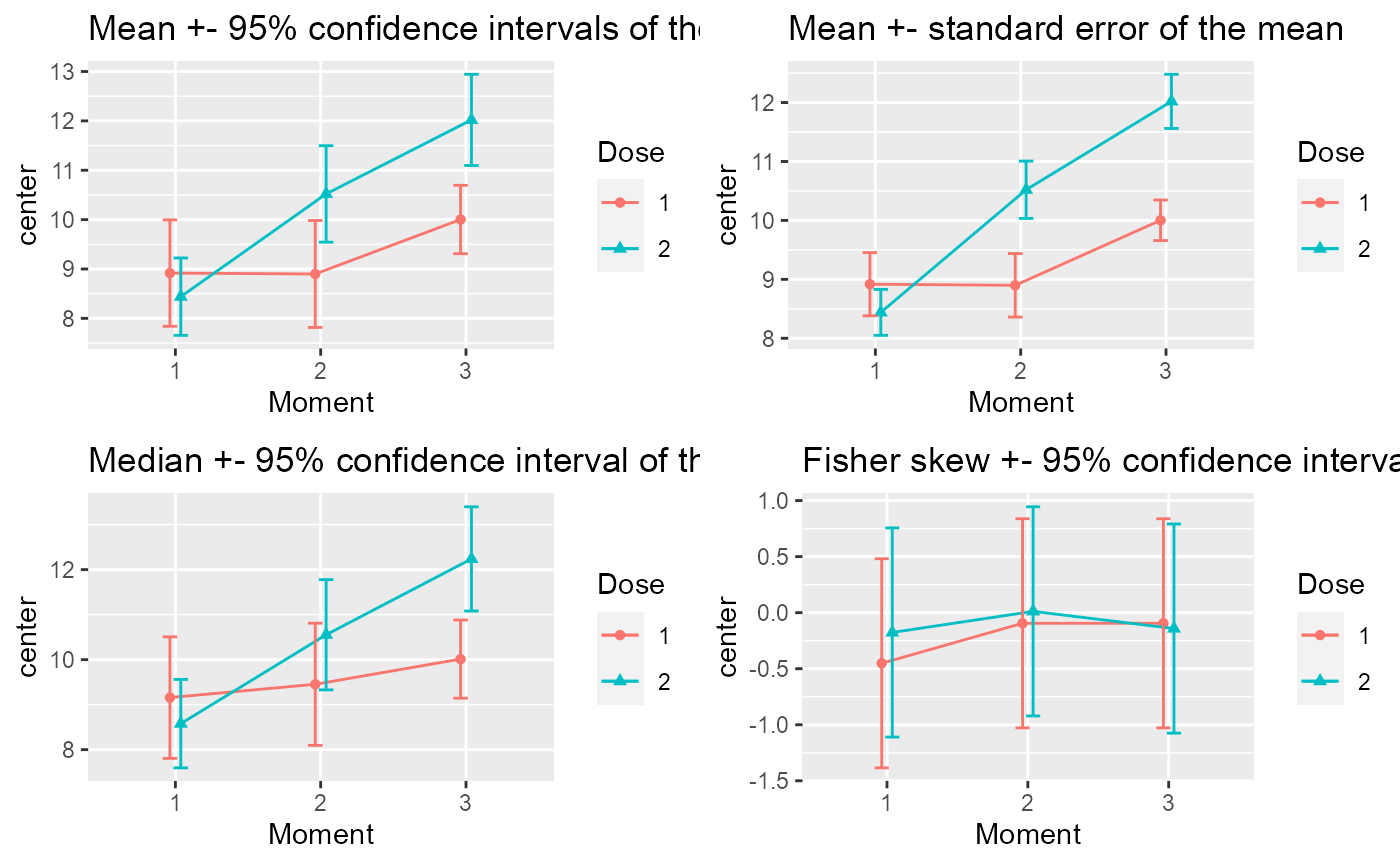 Mean +- 95% confidence intervals of the
center
13
12
11
10
9
8
1
2
3
Moment
Dose
1
2
Mean +- standard error of the mean
center
12
11
10
9
8
1
2
3
Moment
Dose
1
2
Median +- 95% confidence interval of th
center
12
10
8
1
2
3
Moment
Dose
1
2
Fisher skew +- 95% confidence interva
center
1.0
0.5
0.0
-0.5
-1.0
-1.5
1
2
3
Moment
Dose
1
2